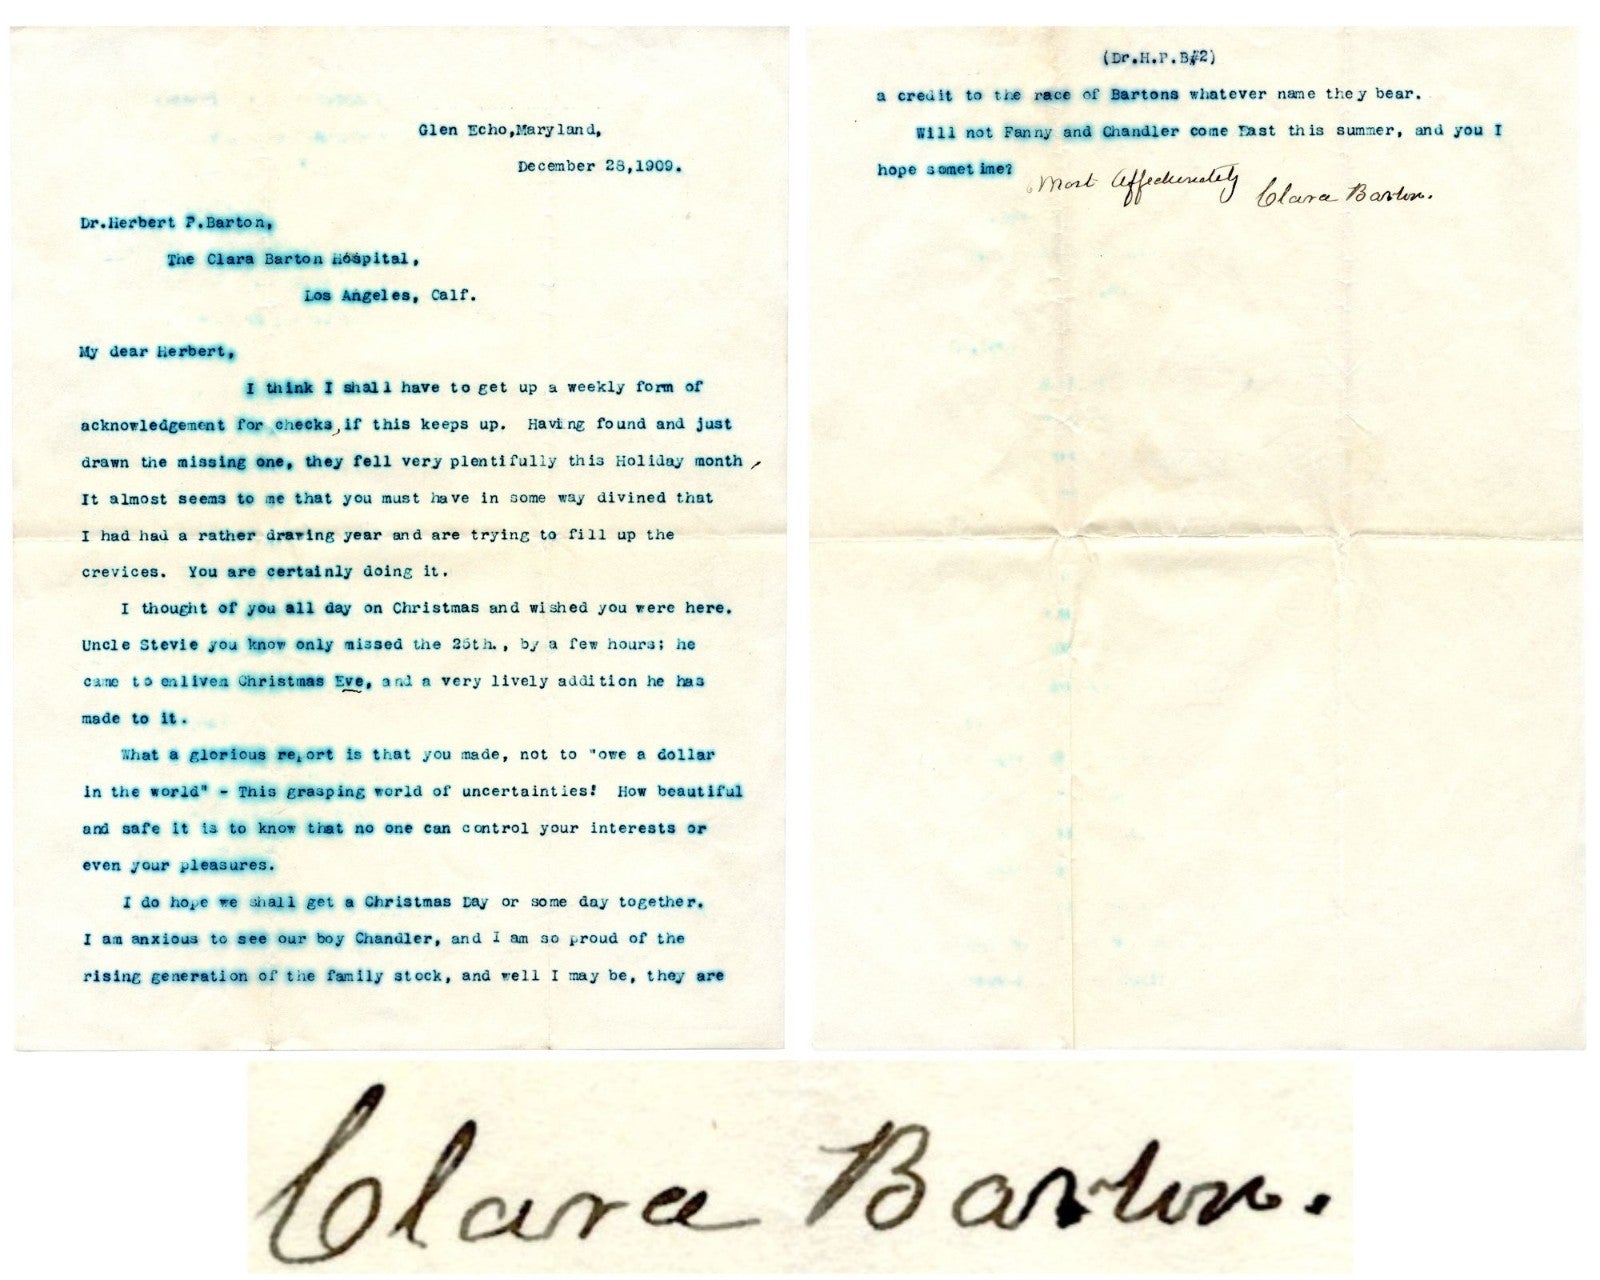 Glen Echo,Maryland,
December 28,1909.
Dr.Herbert P.Barton,
The Clara Barton Hospital,
Los Angeles, Calf.
My dear Herbert,
I think I shall have to get up a weekly form of
acknowledgement for checks,if this keeps up. Having found and just
drawn the missing one, they fell very plentifully this Holiday month,
It almost seems to me that you must have in some way divined that
I had had a rather drawing year and are trying to fill up the
crevices. You are certainly doing it.
I thought of you all day on Christmas and wished you were here.
Uncle Stevie you know only missed the 25th., by a few hours; he
came to enliven Christmas Eve, and a very lively addition he has
made to it.
What a glorious report is that you made, not to "owe a dollar
in the world" - This grasping world of uncertainties! How beautiful
and safe it is to know that no one can control your interests or
even your pleasures.
I do hope we shall get a Christmas Day or some day together.
I am anxious to see our boy Chandler, and I am so proud of the
rising generation of the family stock, and well I may be, they are
(Dr.H.P.B#2)
a credit to the race of Bartons whatever name they bear.
Will not Fanny and Chandler come East this summer, and you I
hope sometime?
Most Affectionately
Clara Barton.
Clara Barton.